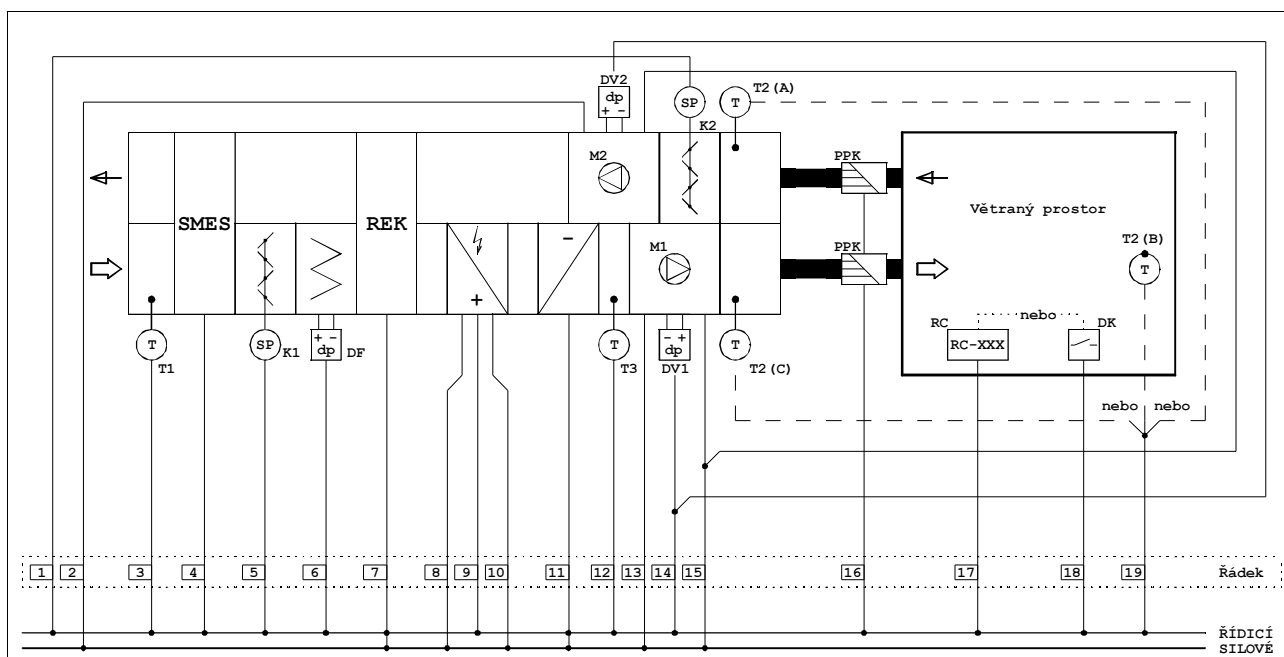 DV2
dp
+ -
SP
T
T2(A)
K2
M2
PPK
SMES
REK
Větraný prostor
M1
PPK
-
+
T2(B)
T
T
T1
SP
K1
+ -
dp
DF
T
T3
- +
dp
DV1
T
T2(C)
RC
RC-XXX
nebo
DK
nebo
nebo
1
2
3
4
5
6
7
8
9
10
11
12
13
14
15
16
17
18
19
Řádek
ŘÍDICÍ
SILOVÉ